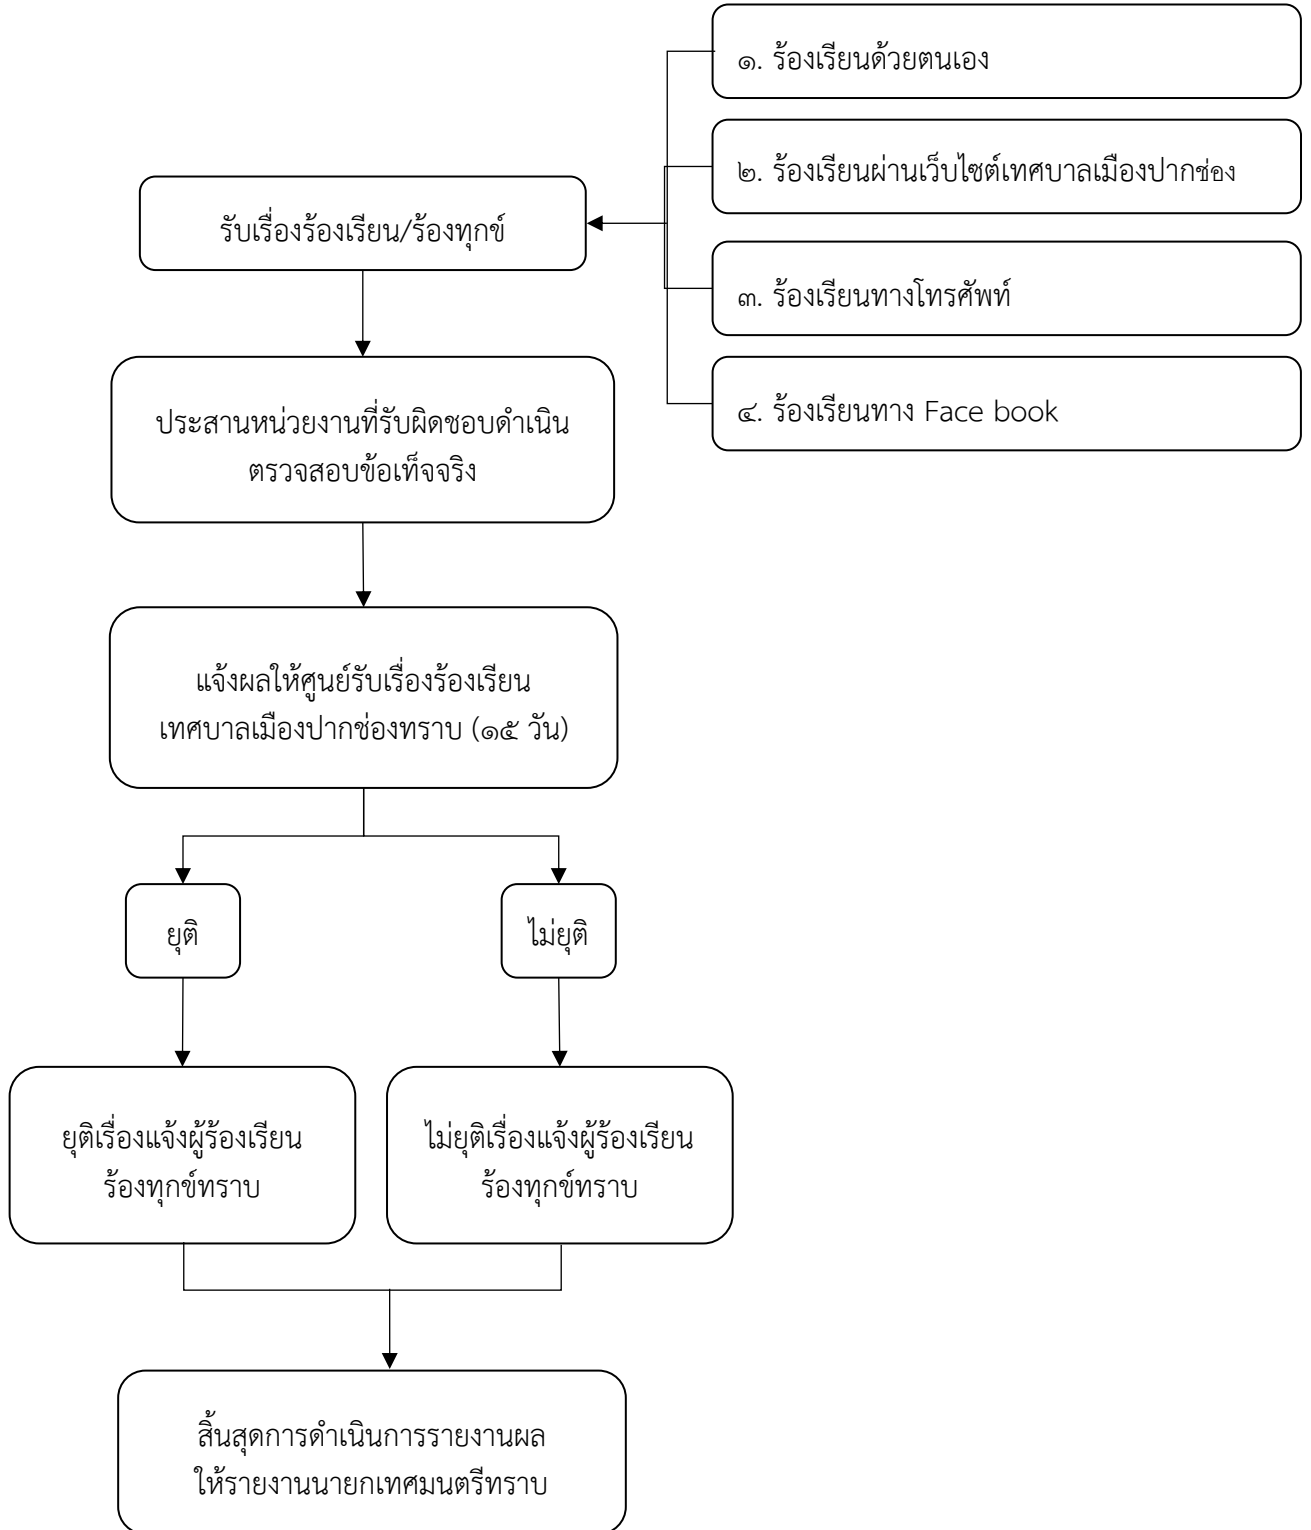 ๑. ร้องเรียนด้วยตนเอง
๒. ร้องเรียนผ่านเว็บไซต์เทศบาลเมืองปากช่อง
รับเรื่องร้องเรียน/ร้องทุกข์
๓. ร้องเรียนทางโทรศัพท์
๔. ร้องเรียนทาง Face book
ประสานหน่วยงานที่รับผิดชอบดำเนิน
ตรวจสอบข้อเท็จจริง
แจ้งผลให้ศูนย์รับเรื่องร้องเรียน
เทศบาลเมืองปากช่องทราบ (๑๕ วัน)
ยุติ
ไม่ยุติ
ยุติเรื่องแจ้งผู้ร้องเรียน
ร้องทุกข์ทราบ
ไม่ยุติเรื่องแจ้งผู้ร้องเรียน
ร้องทุกข์ทราบ
สิ้นสุดการดำเนินการรายงานผล
ให้รายงานนายกเทศมนตรีทราบ